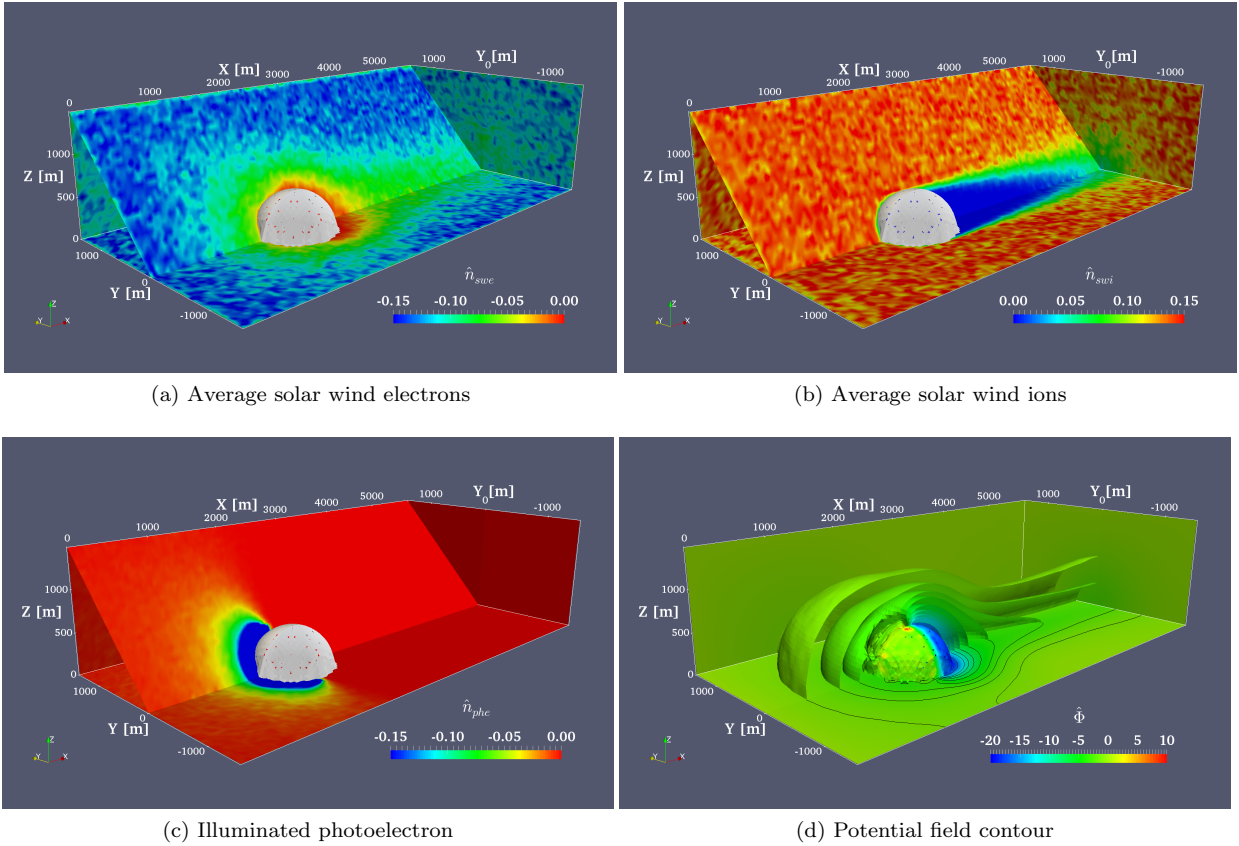 X [m]
Y [m]
Z [m]
0
1000
2000
3000
4000
5000
1000
0
-1000
1000
500
0
1000
0
-1000
Y [m]
n̂swe
-0.15 -0.10 -0.05 0.00
Z
Y X
X [m]
Y [m]
Z [m]
0
1000
2000
3000
4000
5000
1000
0
-1000
1000
500
0
1000
0
-1000
Y [m]
n̂swi
0.00 0.05 0.10 0.15
Z
Y X
(a) Average solar wind electrons
(b) Average solar wind ions
X [m]
Y [m]
Z [m]
0
1000
2000
3000
4000
5000
1000
0
-1000
1000
500
0
1000
0
-1000
Y [m]
n̂phe
-0.15 -0.10 -0.05 0.00
Z
Y X
X [m]
Y [m]
Z [m]
0
1000
2000
3000
4000
5000
1000
0
-1000
1000
500
0
1000
0
-1000
Y [m]
Φ̂
-20 -15 -10 -5 0 5 10
Z
Y X
(c) Illuminated photoelectron
(d) Potential field contour